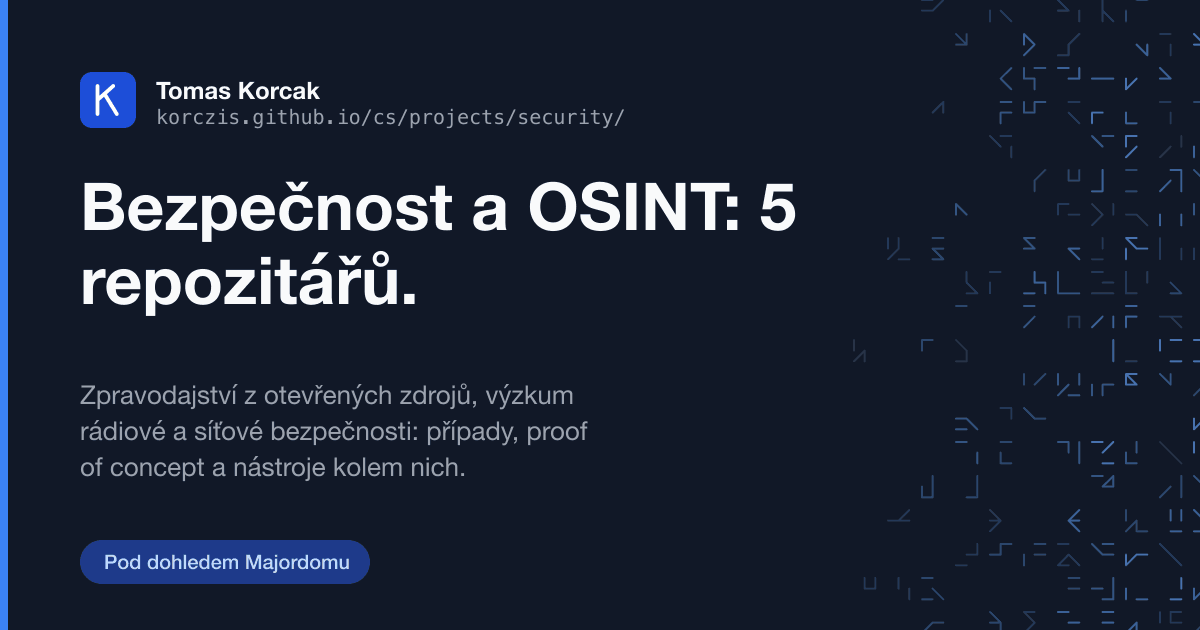 Tomas Korcak
korczis.github.io/cs/projects/security/
Bezpečnost a OSINT: 5
repozitářů.
Zpravodajství z otevřených zdrojů, výzkum
rádiové a síťové bezpečnosti: případy, proof
of concept a nástroje kolem nich.
Pod dohledem Majordomu